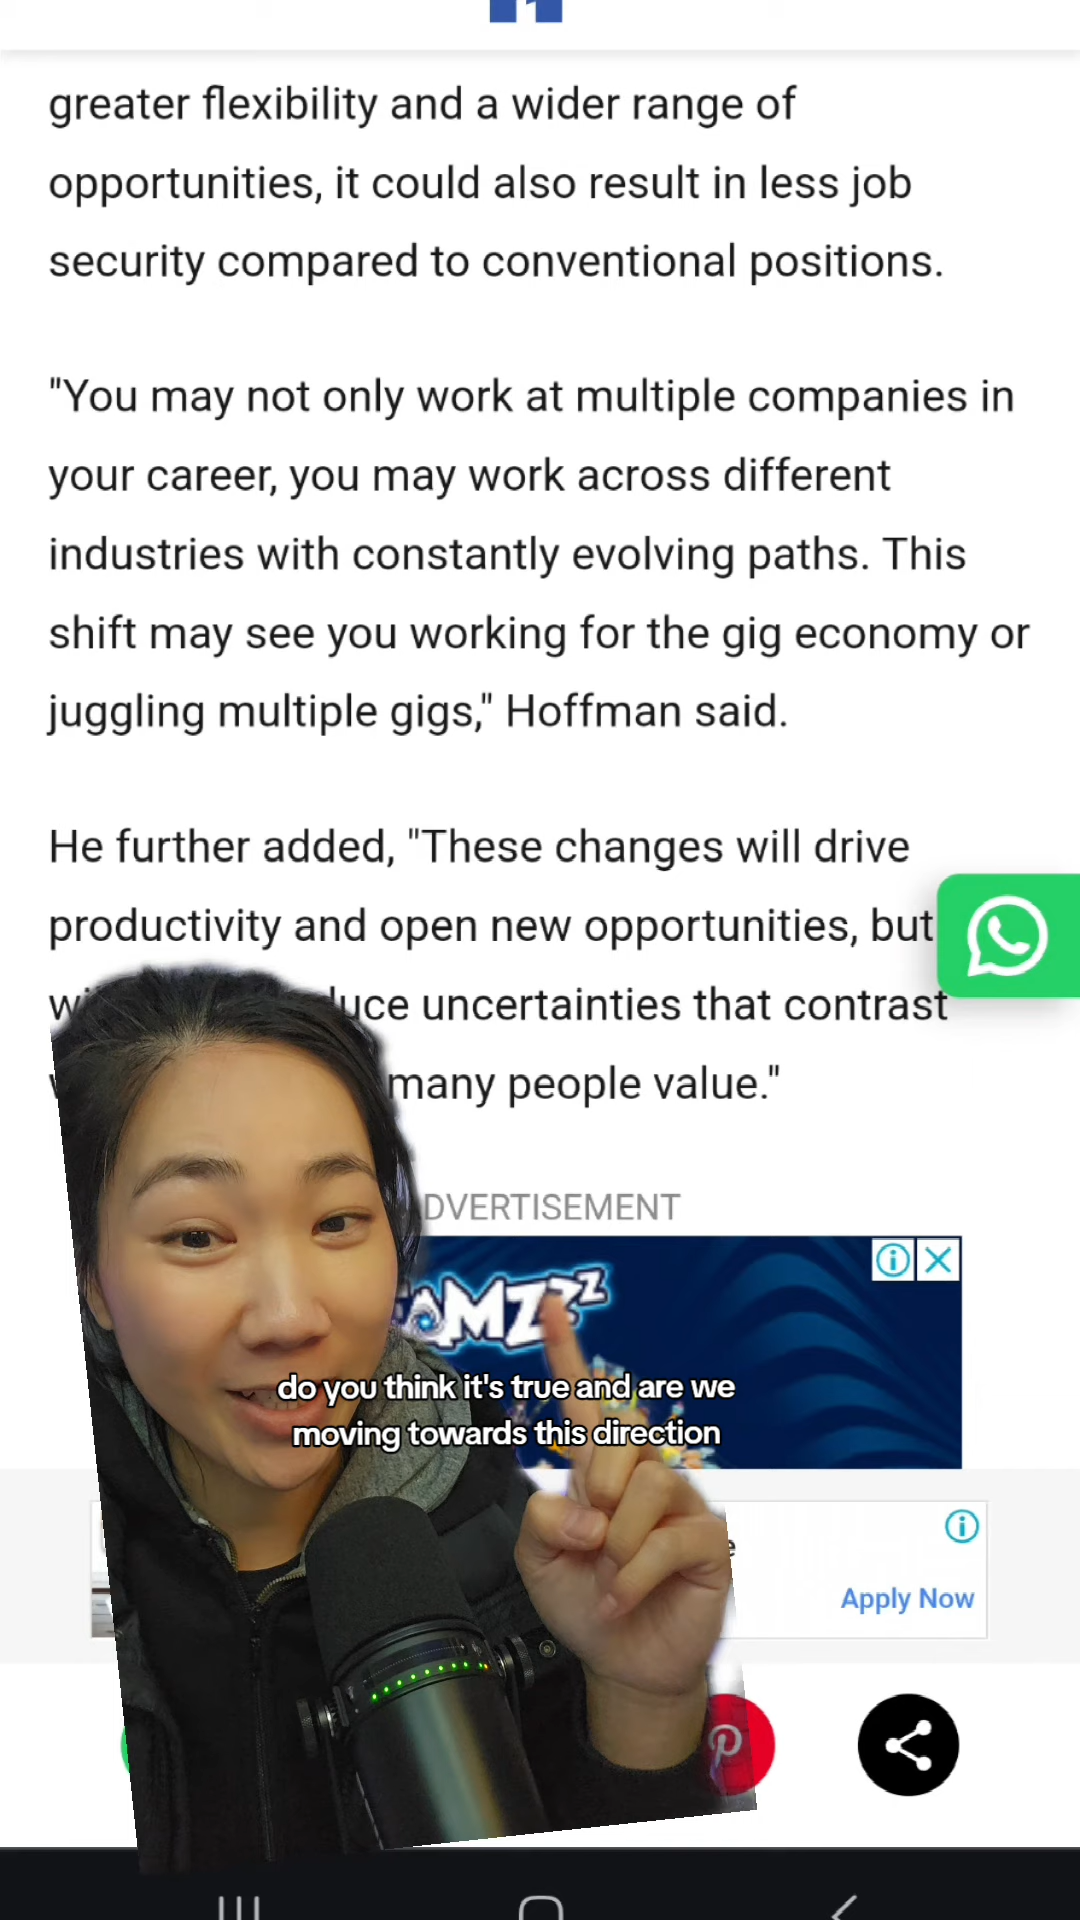 greater flexibility and a wider range of
opportunities, it could also result in less job
security compared to conventional positions.
"You may not only work at multiple companies in
your career, you may work across different
industries with constantly evolving paths. This
shift may see you working for the gig economy or
juggling multiple gigs," Hoffman said.
He further added, "These changes will drive
productivity and open new opportunities, but
uncertainties that contrast
many people value."
DVERTISEMENT
do you think it's true and are we
moving towards this direction
Apply Now